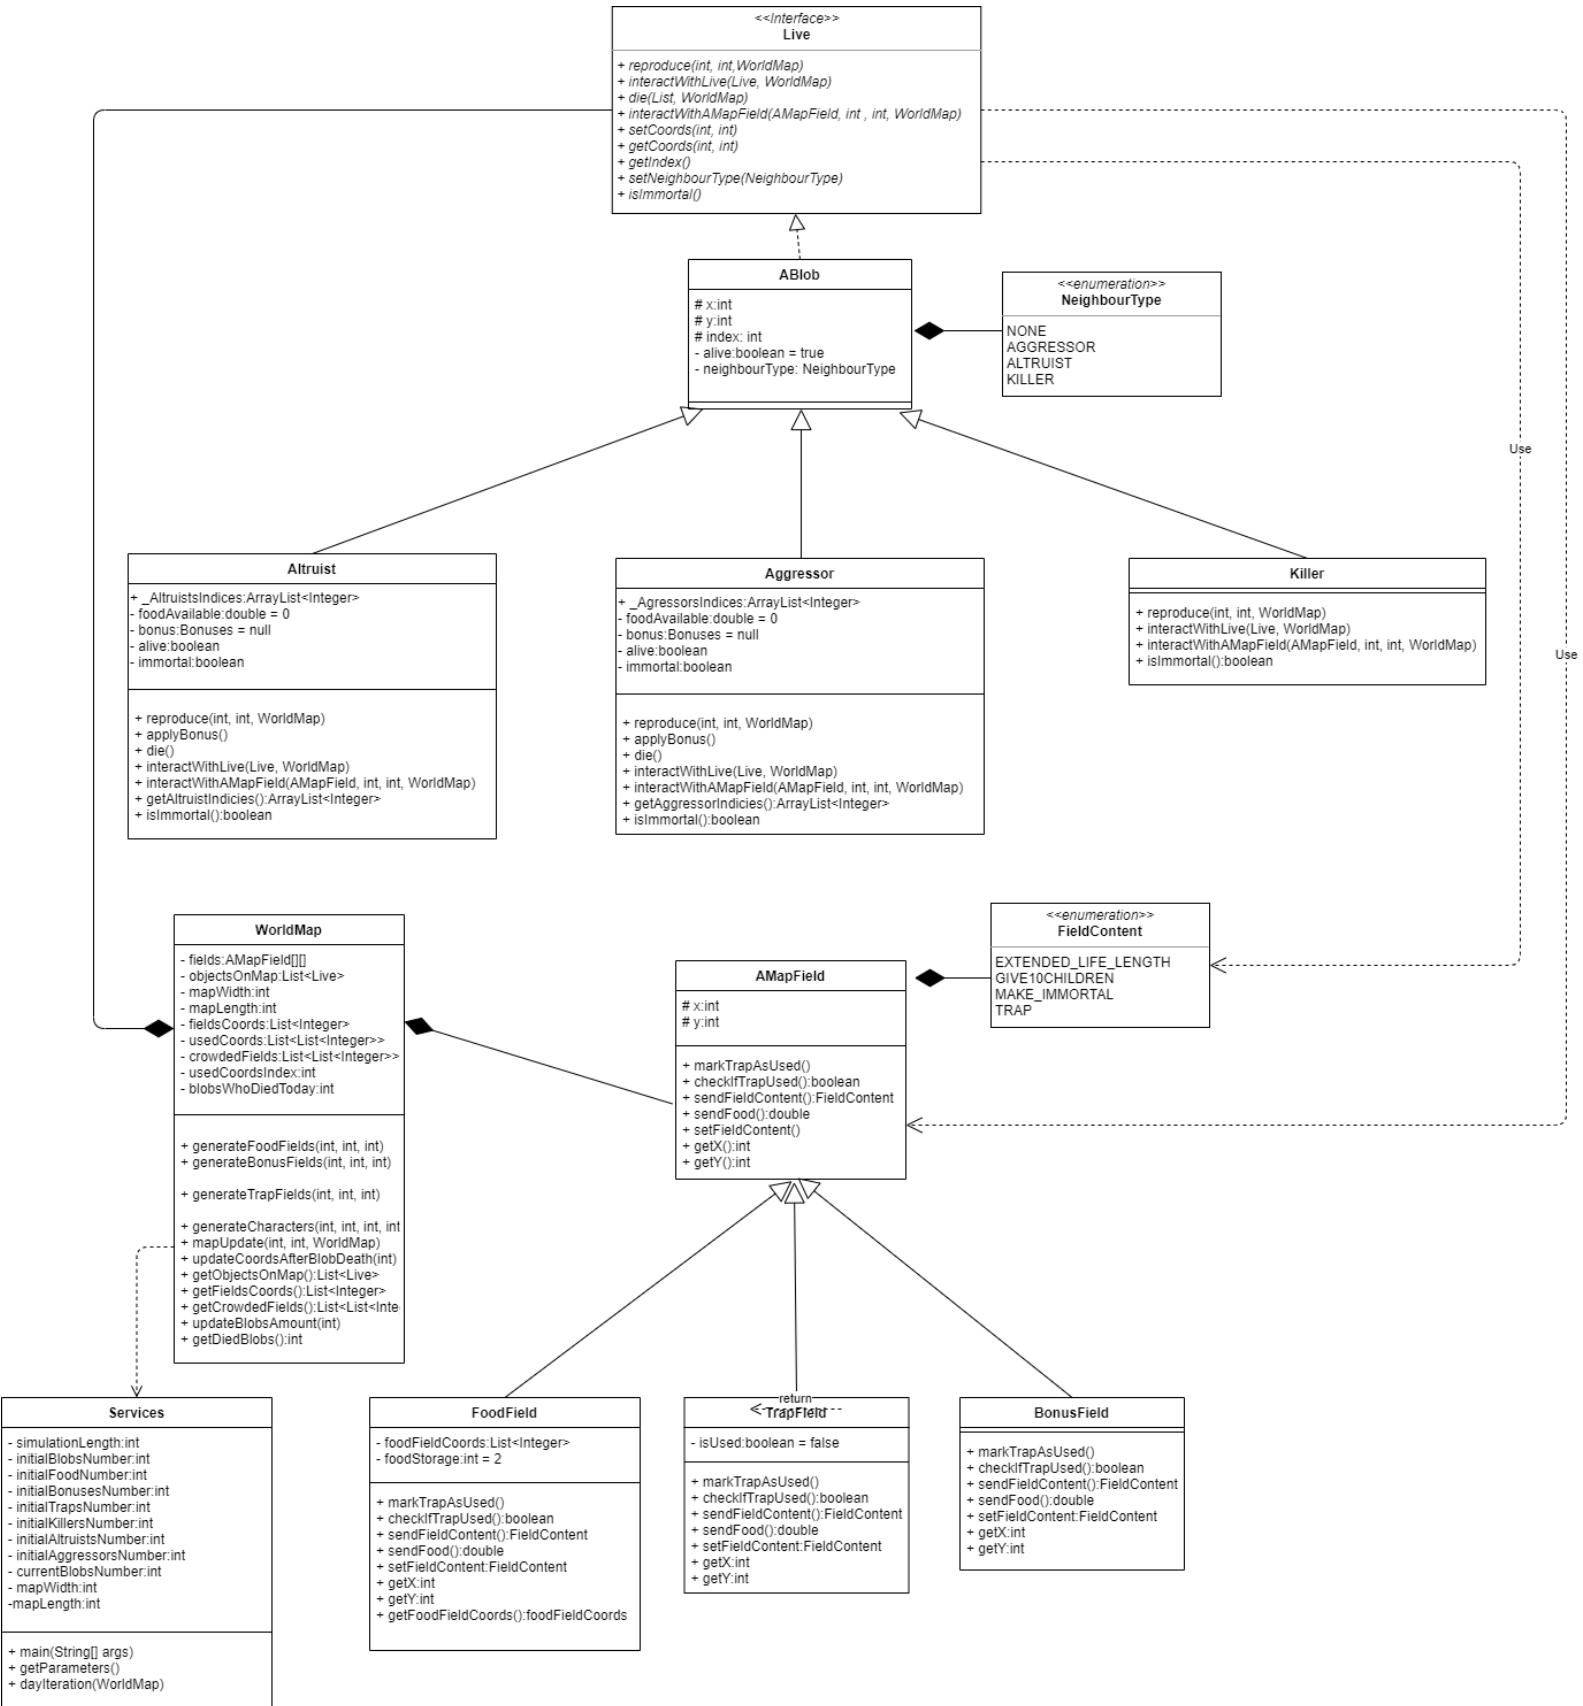 <<Interface>>
Live
+ reproduce(int, int,WorldMap)
+ interactWithLive(Live, WorldMap)
+ die(List, WorldMap)
+ interactWithAMapField(AMapField, int , int, WorldMap)
+ setCoords(int, int)
+ getCoords(int, int)
+ getIndex()
+ setNeighbourType(NeighbourType)
+ isImmortal()
ABlob
# x:int
# y:int
# index: int
- alive:boolean = true
- neighbourType: NeighbourType
<<enumeration>>
NeighbourType
NONE
AGGRESSOR
ALTRUIST
KILLER
Use
Use
Altruist
+ _AltruistsIndices:ArrayList<Integer>
- foodAvailable:double = 0
- bonus:Bonuses = null
- alive:boolean
- immortal:boolean
+ reproduce(int, int, WorldMap)
+ applyBonus()
+ die()
+ interactWithLive(Live, WorldMap)
+ interactWithAMapField(AMapField, int, int, WorldMap)
+ getAltruistIndicies():ArrayList<Integer>
+ isImmortal():boolean
Aggressor
+ _AgressorsIndices:ArrayList<Integer>
- foodAvailable:double = 0
- bonus:Bonuses = null
- alive:boolean
- immortal:boolean
+ reproduce(int, int, WorldMap)
+ applyBonus()
+ die()
+ interactWithLive(Live, WorldMap)
+ interactWithAMapField(AMapField, int, int, WorldMap)
+ getAggressorIndicies():ArrayList<Integer>
+ isImmortal():boolean
Killer
+ reproduce(int, int, WorldMap)
+ interactWithLive(Live, WorldMap)
+ interactWithAMapField(AMapField, int, int, WorldMap)
+ isImmortal():boolean
WorldMap
- fields:AMapField[][]
- objectsOnMap:List<Live>
- mapWidth:int
- mapLength:int
- fieldsCoords:List<Integer>
- usedCoords:List<List<Integer>>
- crowdedFields:List<List<Integer>>
- usedCoordsIndex:int
- blobsWhoDiedToday:int
+ generateFoodFields(int, int, int)
+ generateBonusFields(int, int, int)
+ generateTrapFields(int, int, int)
+ generateCharacters(int, int, int, int
+ mapUpdate(int, int, WorldMap)
+ updateCoordsAfterBlobDeath(int)
+ getObjectsOnMap():List<Live>
+ getFieldsCoords():List<Integer>
+ getCrowdedFields():List<List<Inte
+ updateBlobsAmount(int)
+ getDiedBlobs():int
AMapField
# x:int
# y:int
+ markTrapAsUsed()
+ checkIfTrapUsed():boolean
+ sendFieldContent():FieldContent
+ sendFood():double
+ setFieldContent()
+ getX():int
+ getY():int
<<enumeration>>
FieldContent
EXTENDED_LIFE_LENGTH
GIVE10CHILDREN
MAKE_IMMORTAL
TRAP
Services
- simulationLength:int
- initialBlobsNumber:int
- initialFoodNumber:int
- initialBonusesNumber:int
- initialTrapsNumber:int
- initialKillersNumber:int
- initialAltruistsNumber:int
- initialAggressorsNumber:int
- currentBlobsNumber:int
- mapWidth:int
-mapLength:int
+ main(String[] args)
+ getParameters()
+ dayIteration(WorldMap)
FoodField
- foodFieldCoords:List<Integer>
- foodStorage:int = 2
+ markTrapAsUsed()
+ checkIfTrapUsed():boolean
+ sendFieldContent():FieldContent
+ sendFood():double
+ setFieldContent:FieldContent
+ getX:int
+ getY:int
+ getFoodFieldCoords():foodFieldCoords
return
TrapField
- isUsed:boolean = false
+ markTrapAsUsed()
+ checkIfTrapUsed():boolean
+ sendFieldContent():FieldContent
+ sendFood():double
+ setFieldContent:FieldContent
+ getX:int
+ getY:int
BonusField
+ markTrapAsUsed()
+ checkIfTrapUsed():boolean
+ sendFieldContent():FieldContent
+ sendFood():double
+ setFieldContent:FieldContent
+ getX:int
+ getY:int